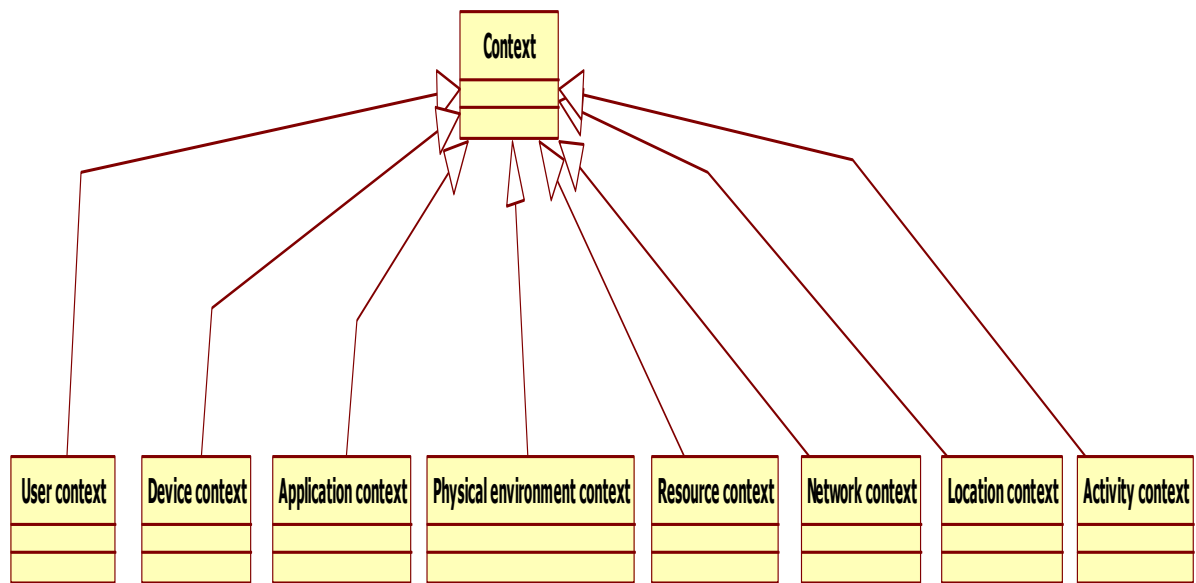 Context
User context
Device context
Application context
Physical environment context
Resource context
Network context
Location context
Activity context